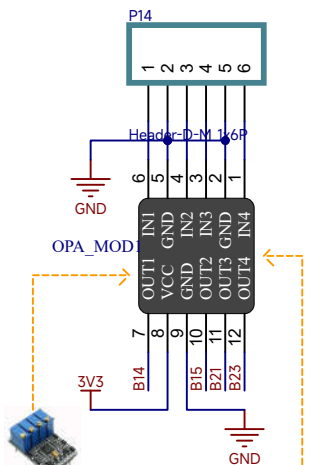 P14
1 2 3 4 5 6
Header-D-M 1x6P
6 5 4 3 2 1
GND
IN1 GND IN2 IN3 GND IN4
OPA_MOD1
OUT1 VCC GND OUT2 OUT3 OUT4
7 8 9 10 11 12
3V3
B14 B15 B21 B23
GND